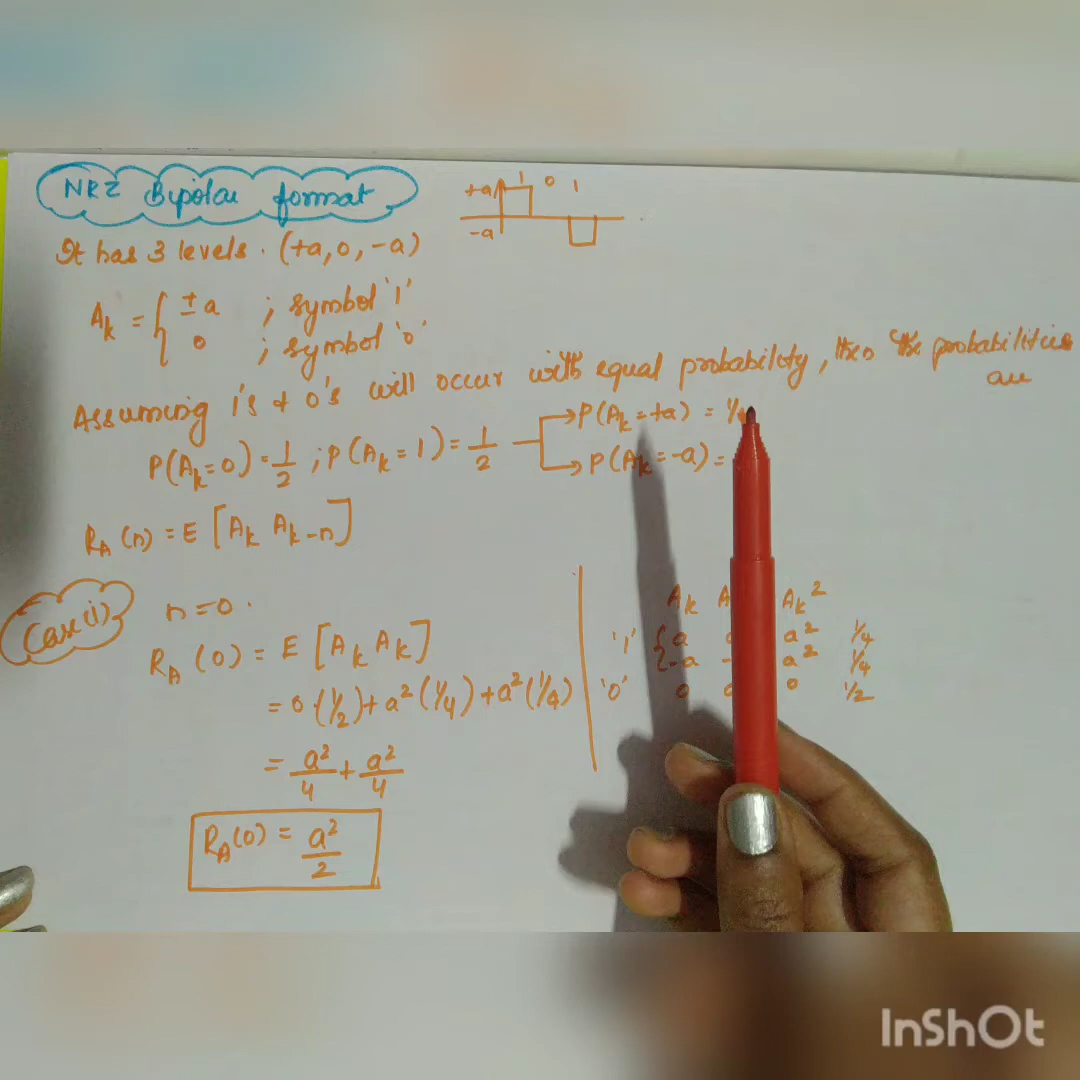 NRZ Bipolar format
+a 1 0 1
-a
It has 3 levels. (+a, 0, -a)
Ak = { ±a ; symbol '1'
0 ; symbol '0'
Assuming 1's + 0's will occur with equal probability, then the probabilities
are
P(Ak=0) = 1/2 ; P(Ak=1) = 1/2 → P(Ak=+a) = 1/4
→ P(Ak=-a) =
RA(n) = E [Ak Ak-n]
Case(i)
n=0.
RA(0) = E [Ak Ak]
= 0.(1/2) + a²(1/4) + a²(1/4)
= a²/4 + a²/4
RA(0) = a²/2
Ak A Ak²
'1' { a a² 1/4
-a - a² 1/4
'0' 0 0 1/2
InShOt